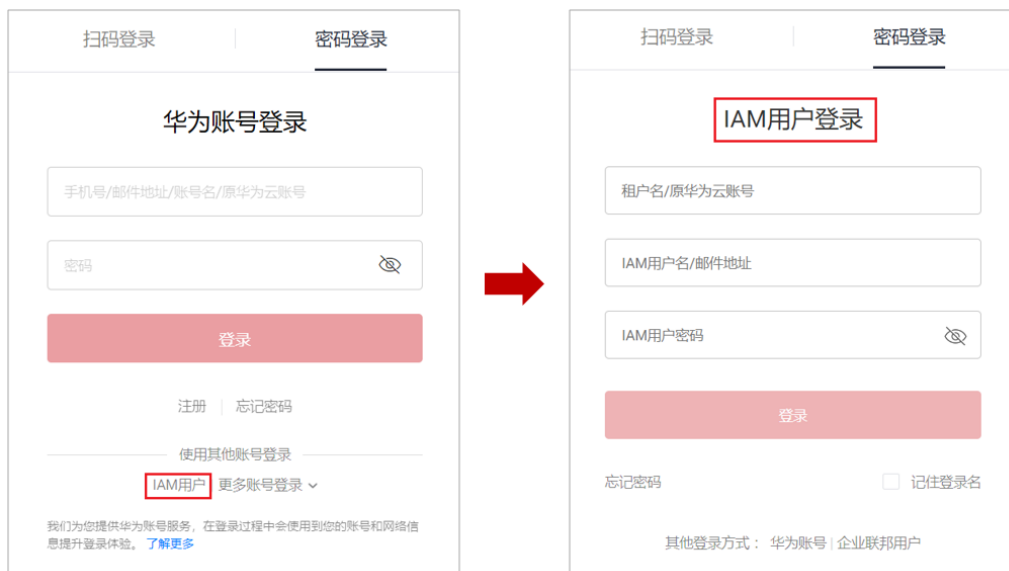 扫码登录
密码登录
华为账号登录
手机号/邮件地址/账号名/原华为云账号
密码
登录
注册
忘记密码
使用其他账号登录
IAM用户
更多账号登录
我们为您提供华为账号服务，在登录过程中会使用到您的账号和网络信
息提升登录体验。 了解更多
扫码登录
密码登录
IAM用户登录
租户名/原华为云账号
IAM用户名/邮件地址
IAM用户密码
登录
忘记密码
记住登录名
其他登录方式： 华为账号 | 企业联邦用户